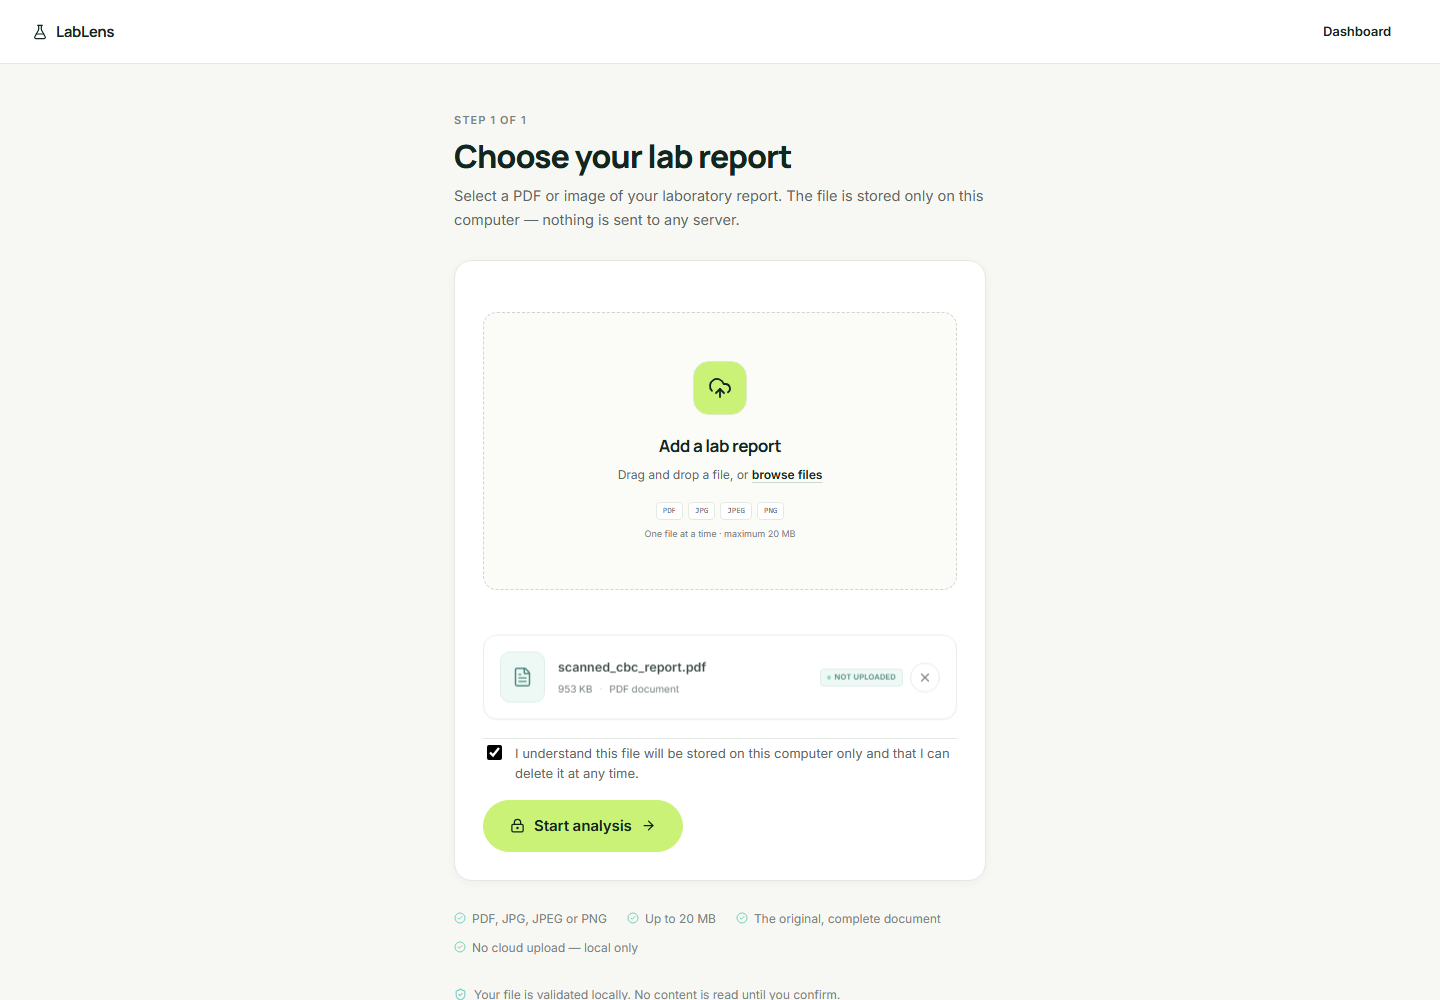 LabLens
Dashboard
STEP 1 OF 1
Choose your lab report
Select a PDF or image of your laboratory report. The file is stored only on this
computer — nothing is sent to any server.
Add a lab report
Drag and drop a file, or browse files
PDF JPG JPEG PNG
One file at a time · maximum 20 MB
scanned_cbc_report.pdf
953 KB · PDF document
NOT UPLOADED
I understand this file will be stored on this computer only and that I can
delete it at any time.
Start analysis
PDF, JPG, JPEG or PNG
Up to 20 MB
The original, complete document
No cloud upload — local only
Your file is validated locally. No content is read until you confirm.